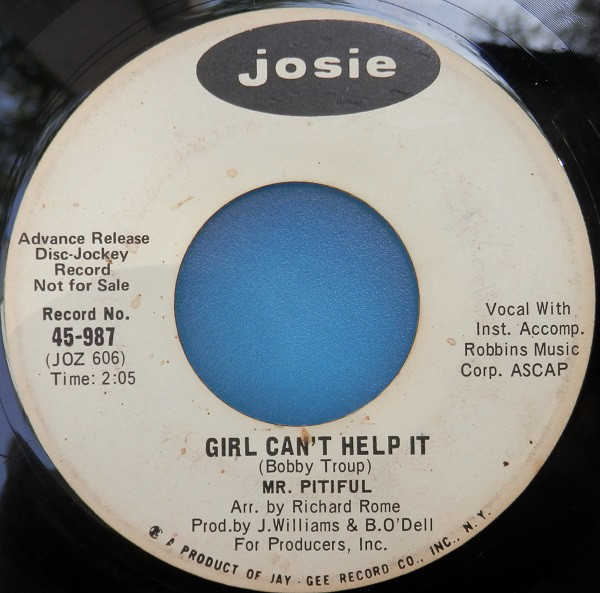 josie
Advance Release
Disc-Jockey
Record
Not for Sale
Record No.
45-987
(JOZ 606)
Time: 2:05
Vocal With
Inst. Accomp.
Robbins Music
Corp. ASCAP
GIRL CAN'T HELP IT
(Bobby Troup)
MR. PITIFUL
Arr. by Richard Rome
Prod.by J.Williams & B.O'Dell
For Producers, Inc.
A PRODUCT OF JAY - GEE RECORD CO., INC., N.Y.